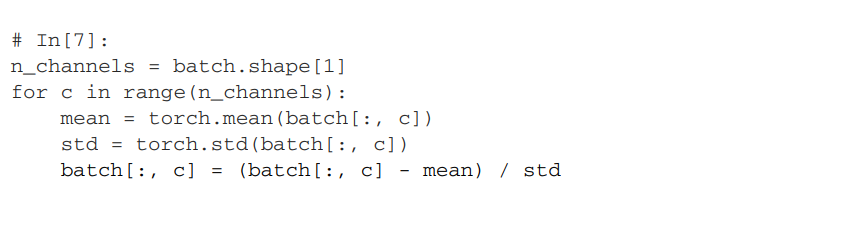 # In[7]:
n_channels = batch.shape[1]
for c in range(n_channels):
    mean = torch.mean(batch[:, c])
    std = torch.std(batch[:, c])
    batch[:, c] = (batch[:, c] - mean) / std